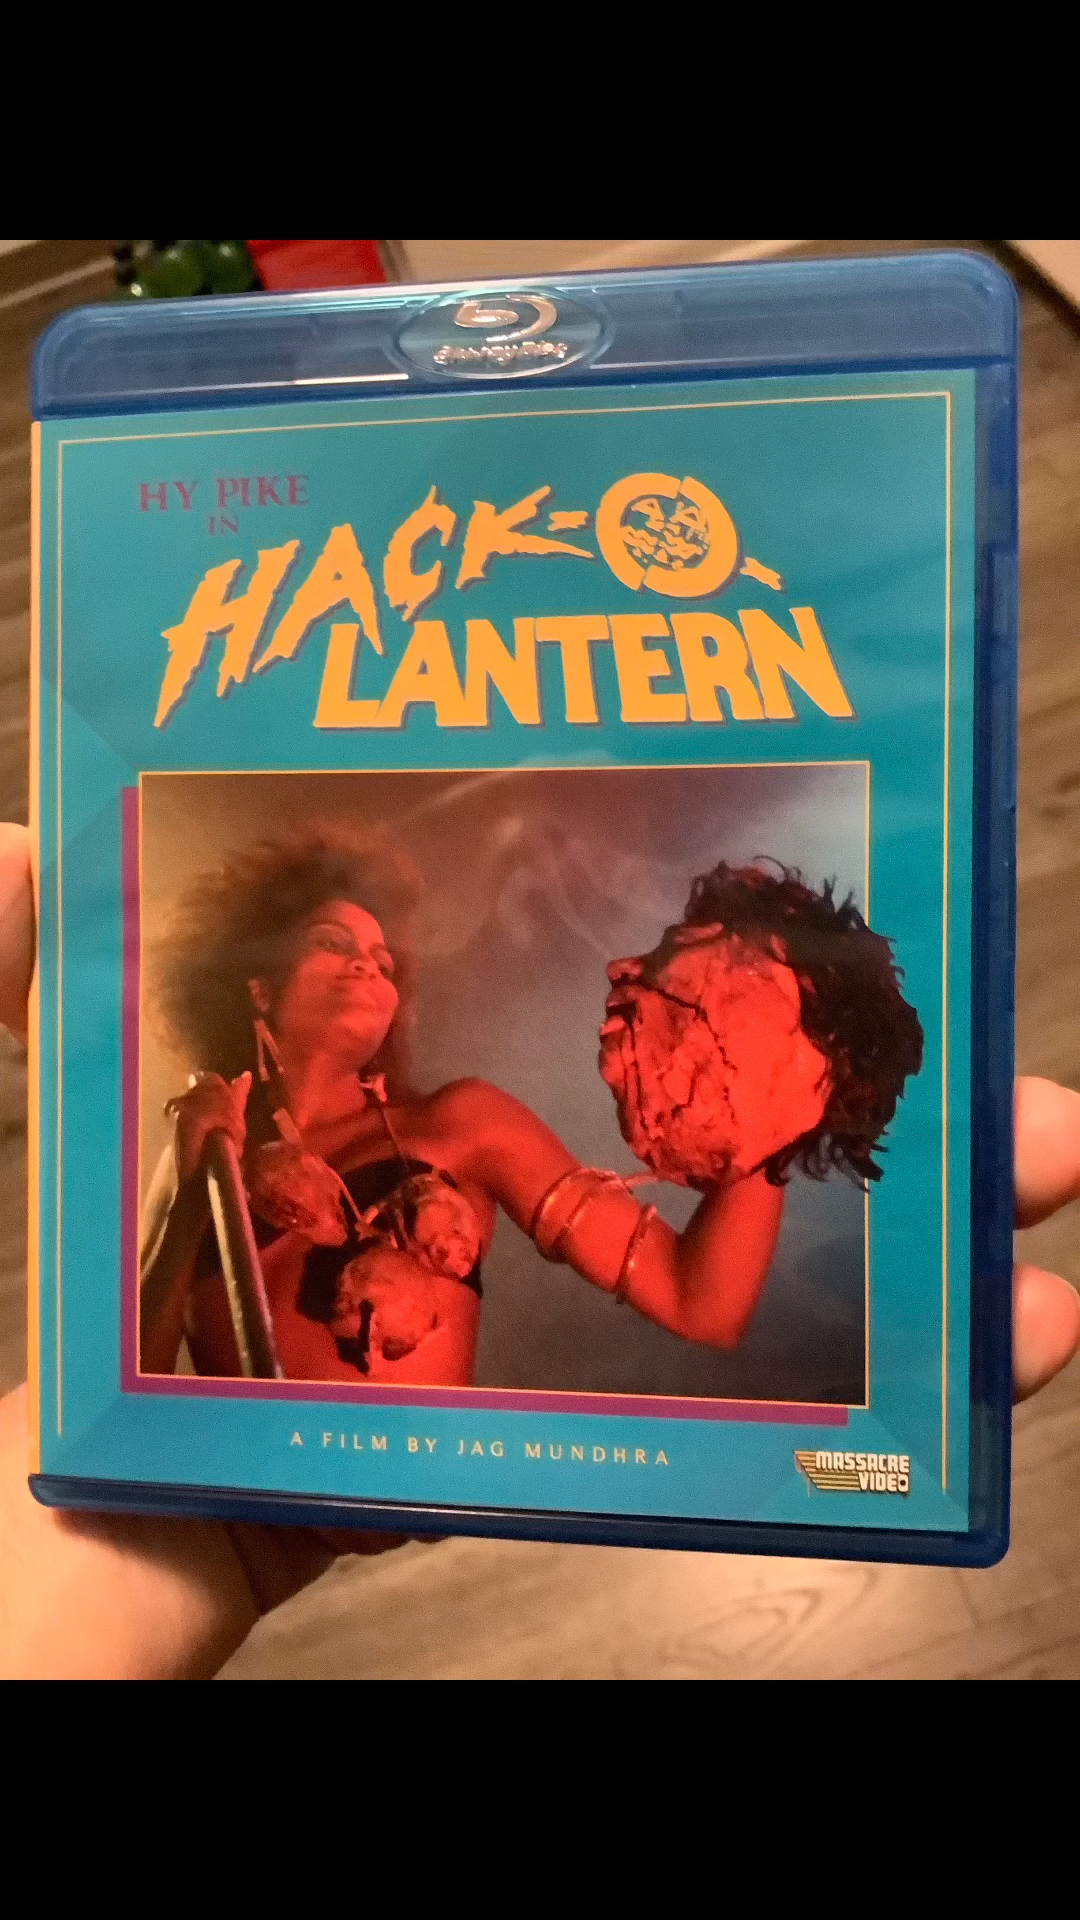 HY PIKE
IN
HACK-O-
LANTERN
A FILM BY JAG MUNDHRA
MASSACRE
VIDEO